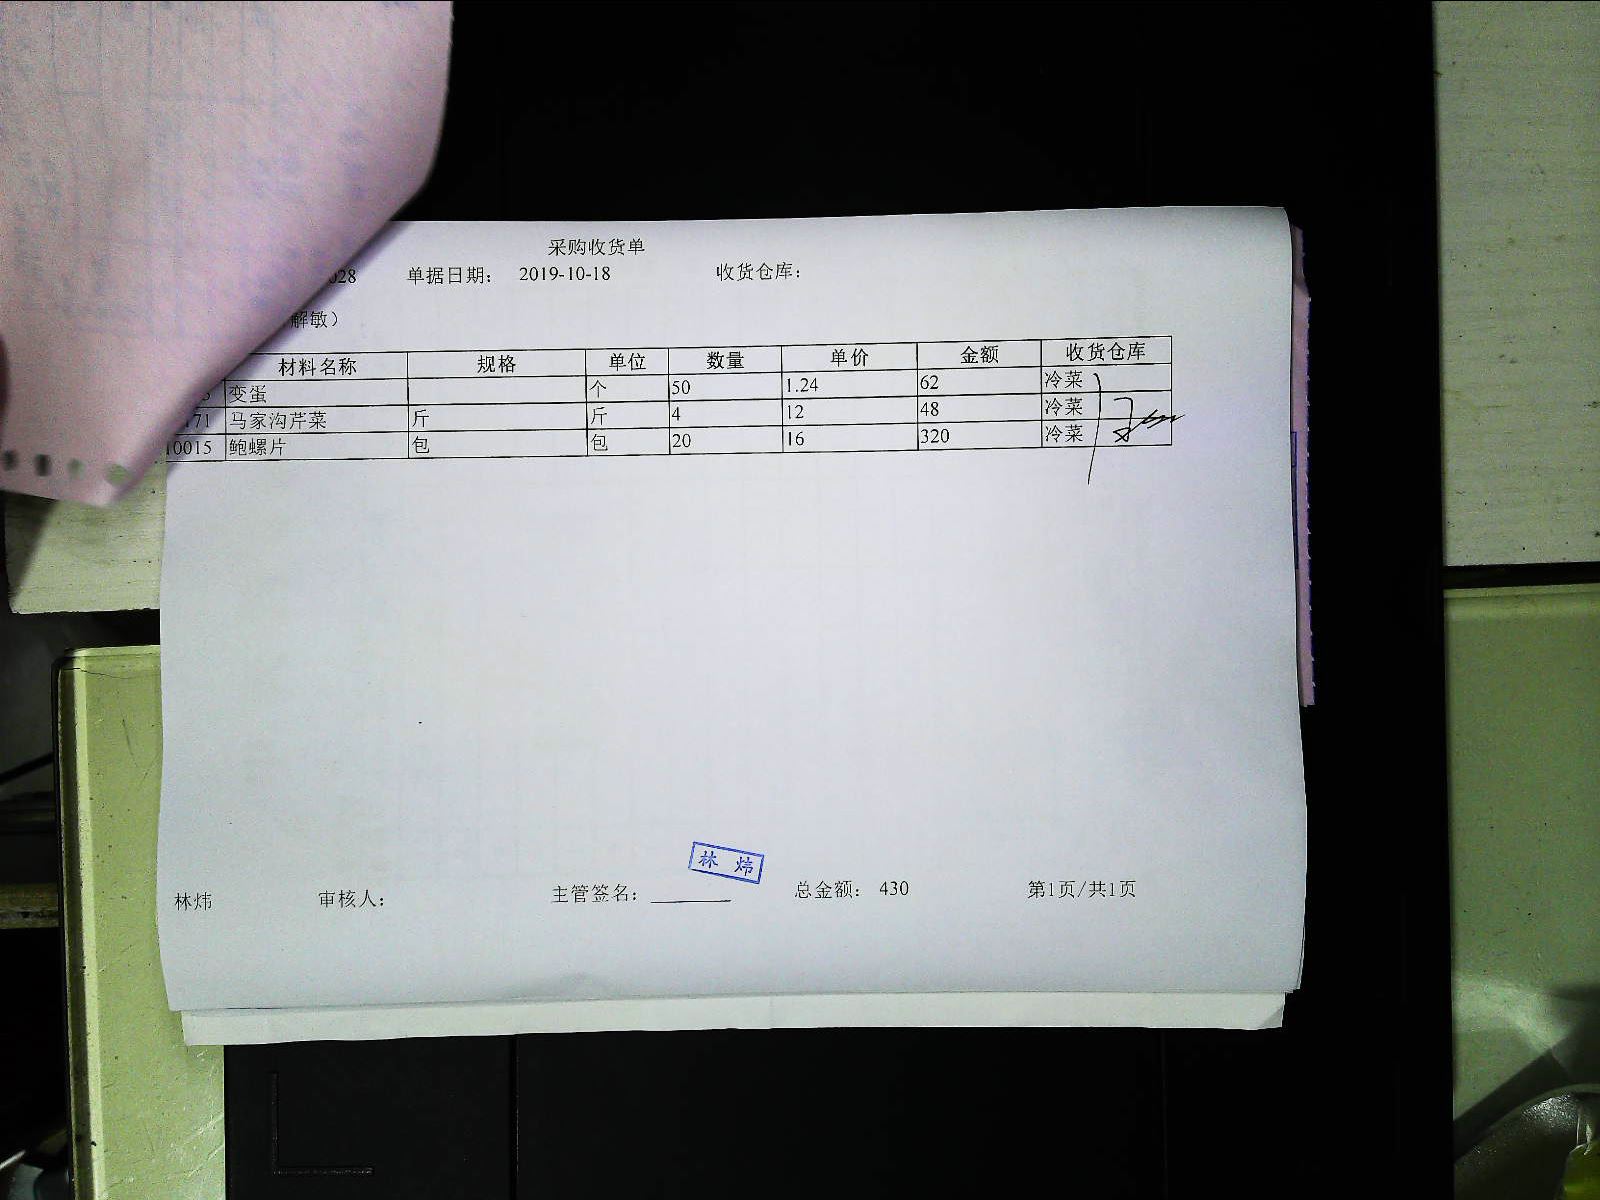 采购收货单
028 单据日期: 2019-10-18 收货仓库:
解敏）
材料名称 规格 单位 数量 单价 金额 收货仓库
变蛋 个 50 1.24 62 冷菜
171 马家沟芹菜 斤 斤 4 12 48 冷菜
10015 鲍螺片 包 包 20 16 320 冷菜
林 炜
林炜 审核人: 主管签名: 总金额: 430 第1页/共1页